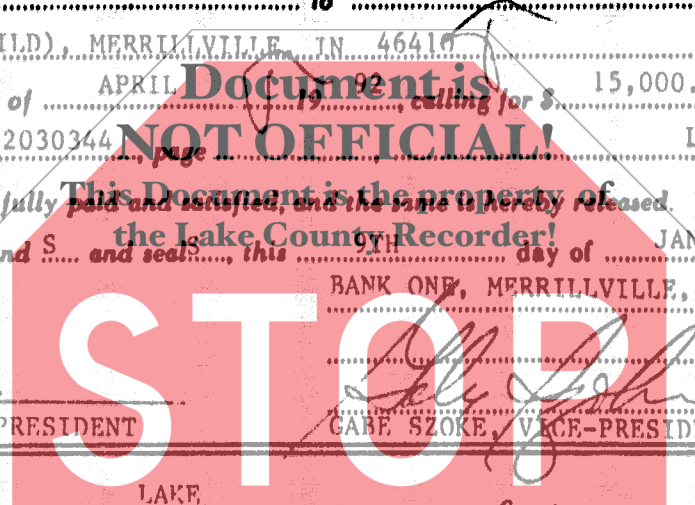 to
ILD), MERRILLVILLE, IN 46410
of APRIL 19 92, calling for $ 15,000.
2030344, page
fully paid and satisfied, and the same is hereby released.
nd S and seal S, this 9TH day of JAN
BANK ONE, MERRILLVILLE,
PRESIDENT GABE SZOKE, VICE-PRESID
LAKE
Document is
NOT OFFICIAL!
This Document is the property of
the Lake County Recorder!
STOP